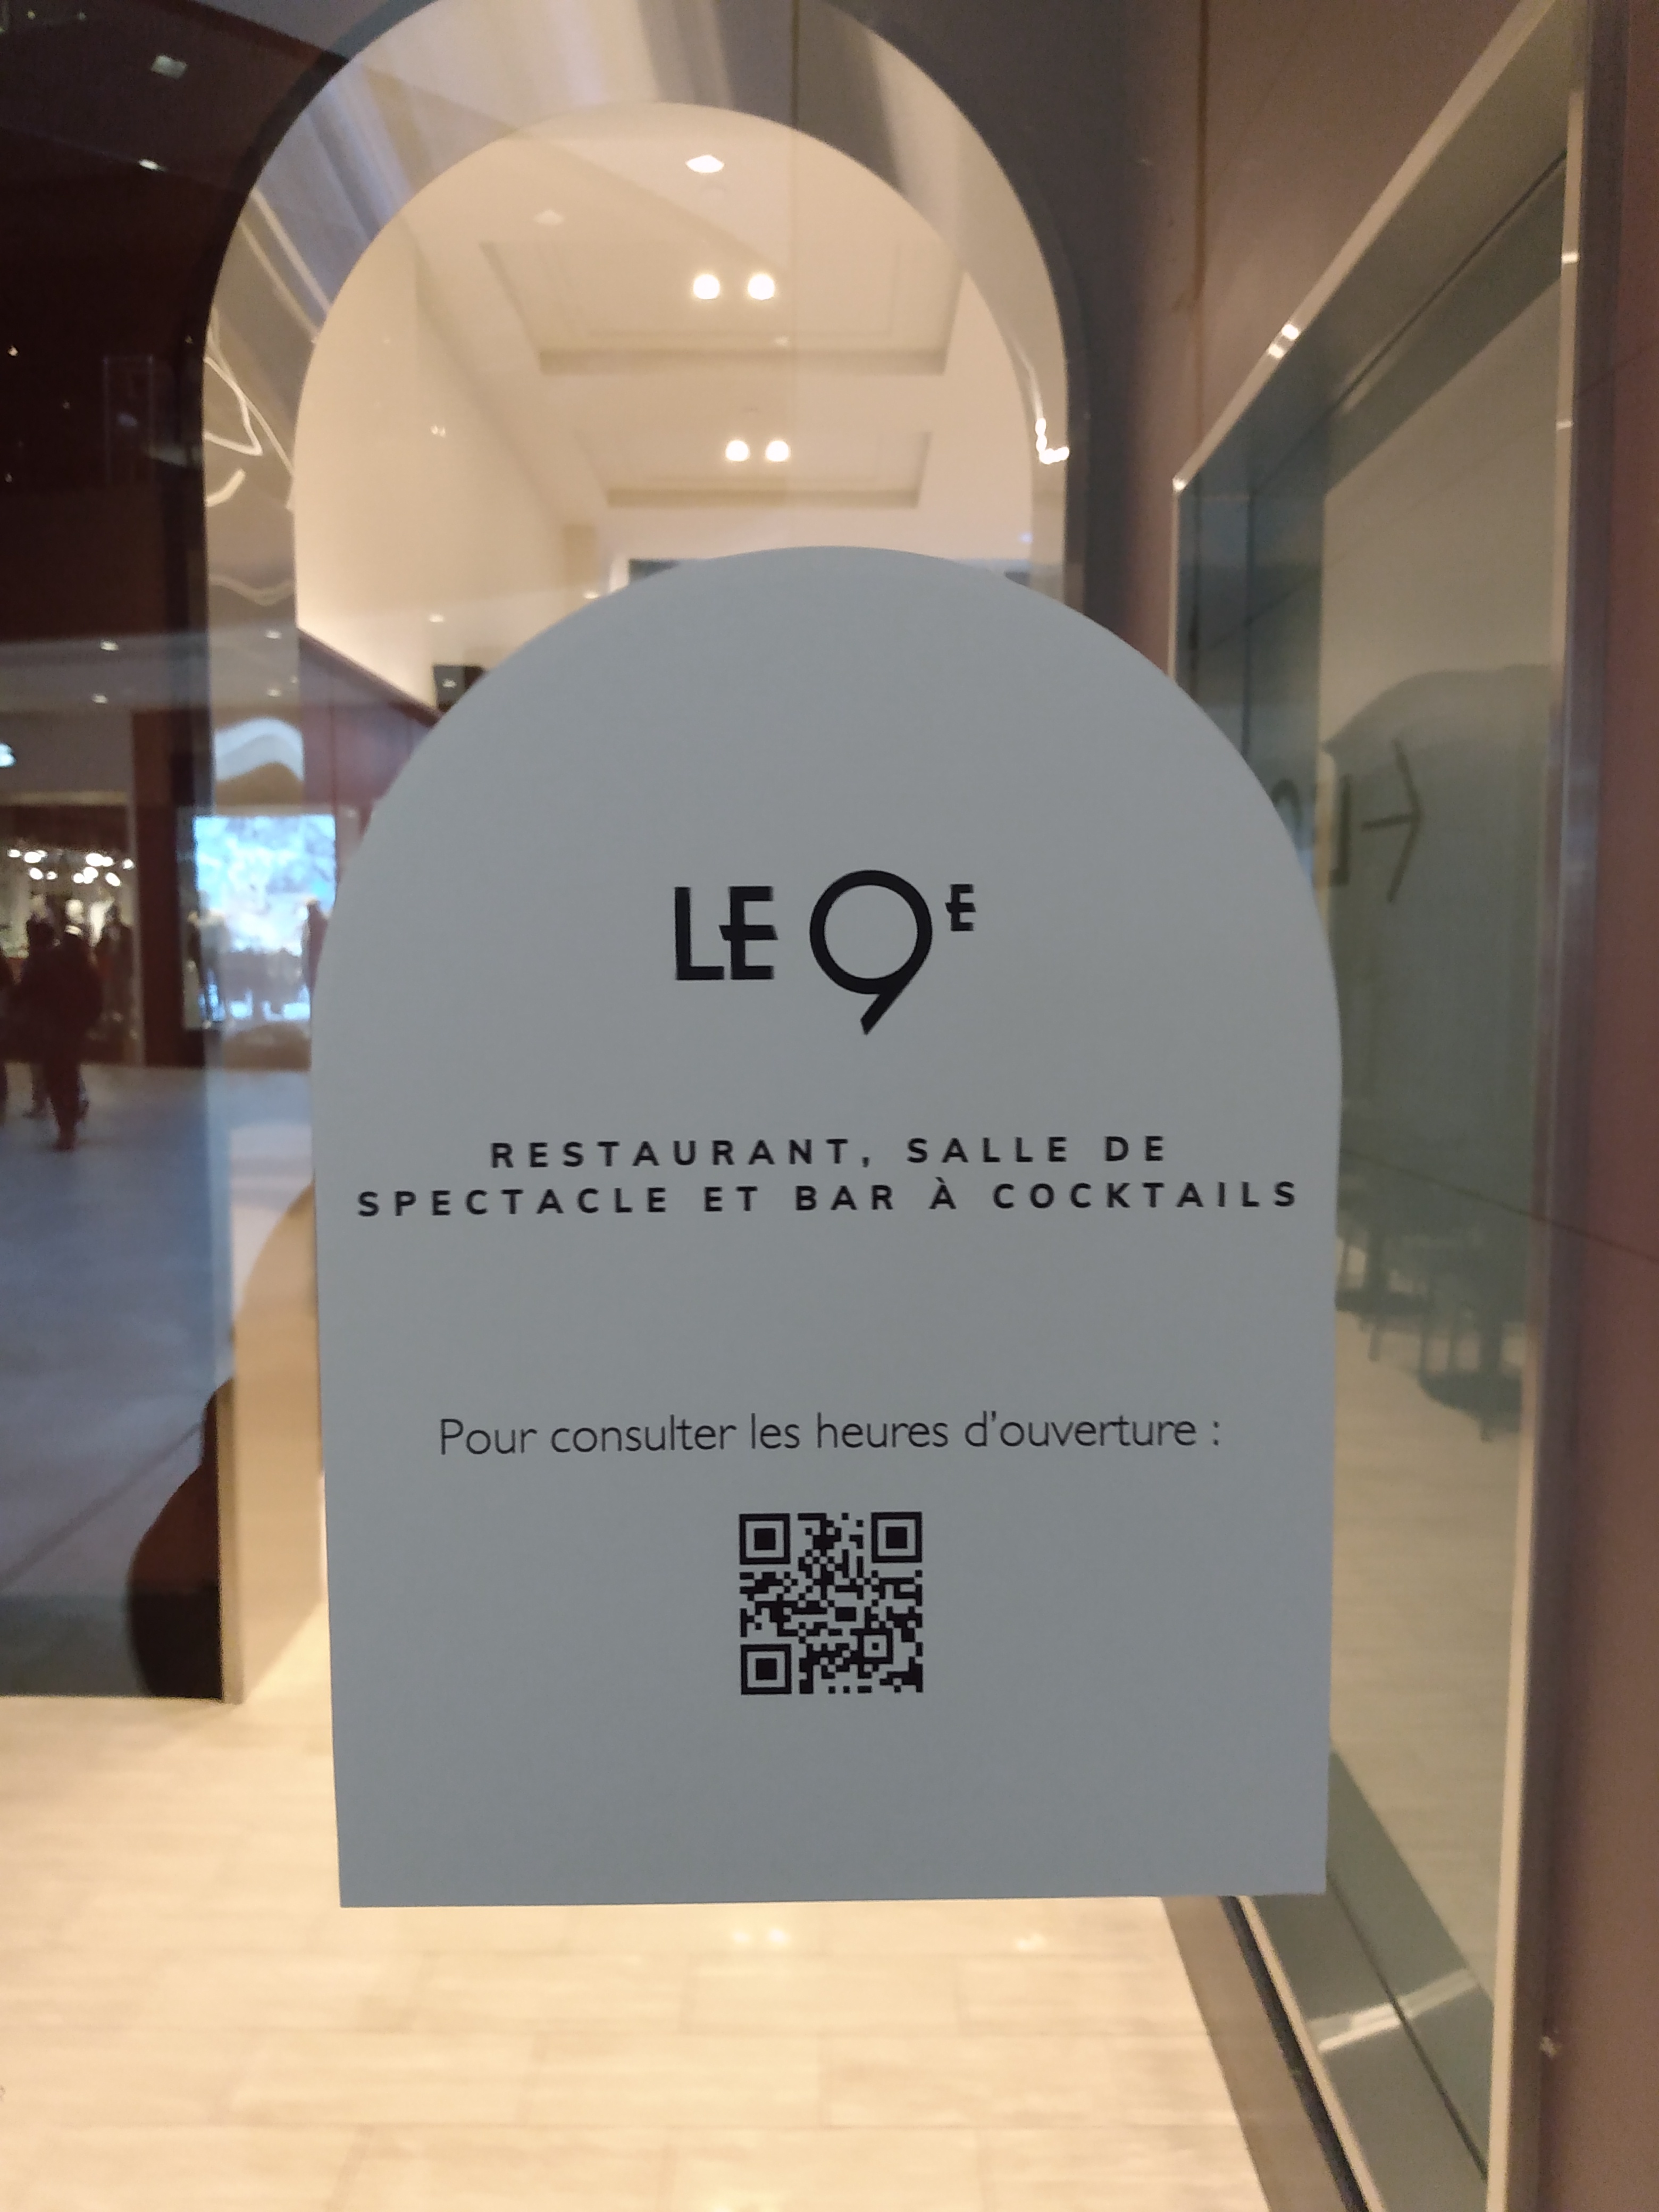 LE 9E
RESTAURANT, SALLE DE
SPECTACLE ET BAR À COCKTAILS
Pour consulter les heures d'ouverture :